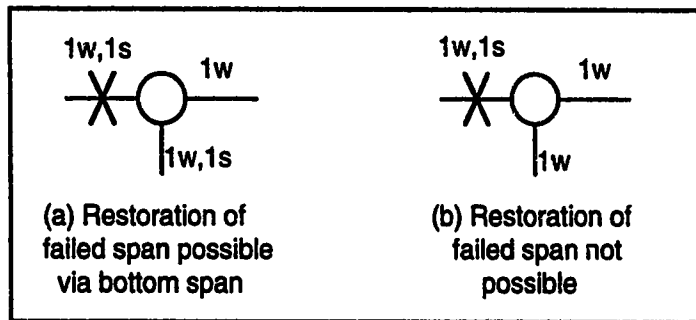 1w,1s
1w
1w,1s
(a) Restoration of
failed span possible
via bottom span
1w,1s
1w
1w
(b) Restoration of
failed span not
possible